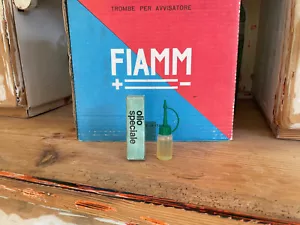 TROMBE PER AVVISATORE
FIAMM
olio
speciale